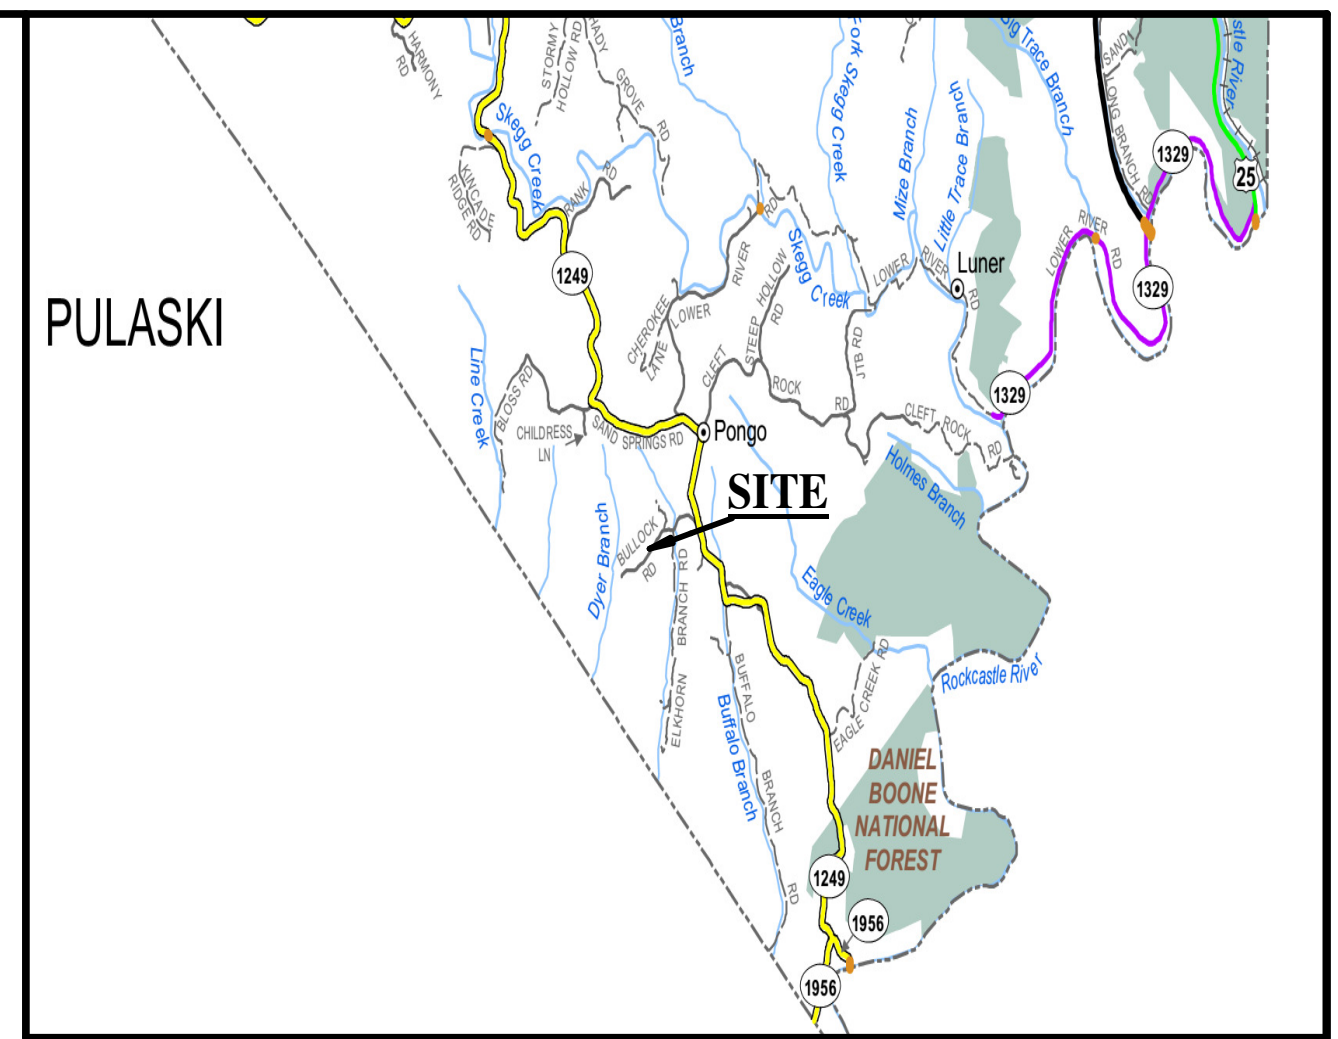 HARMONY
RD
STORMY
HOLLOW RD
HADY
GROVE
RD
Branch
Fork Skegg Creek
Mize Branch
Little Trace Branch
Big Trace Branch
SAND
LONG BRANCH RD
stle River
1329
25
Skegg Creek
KINCADE
RIDGE RD
RANK
RD
1249
RIVER
RD
Skegg
Creek
LOWER
RIVER
RD
Luner
LOWER
RIVER
RD
1329
PULASKI
Line Creek
BLOSS RD
CHILDRESS
LN
CHEROKEE
LANE
LOWER
CLEFT
STEEP HOLLOW
RD
ROCK
RD
JTB RD
1329
CLEFT ROCK
RD
SAND
SPRINGS RD
Pongo
Holmes Branch
SITE
Dyer Branch
BULLOCK
RD
ELKHORN BRANCH RD
Eagle Creek
EAGLE CREEK RD
Rockcastle River
BUFFALO
BRANCH
RD
Buffalo Branch
DANIEL
BOONE
NATIONAL
FOREST
1249
1956
1956